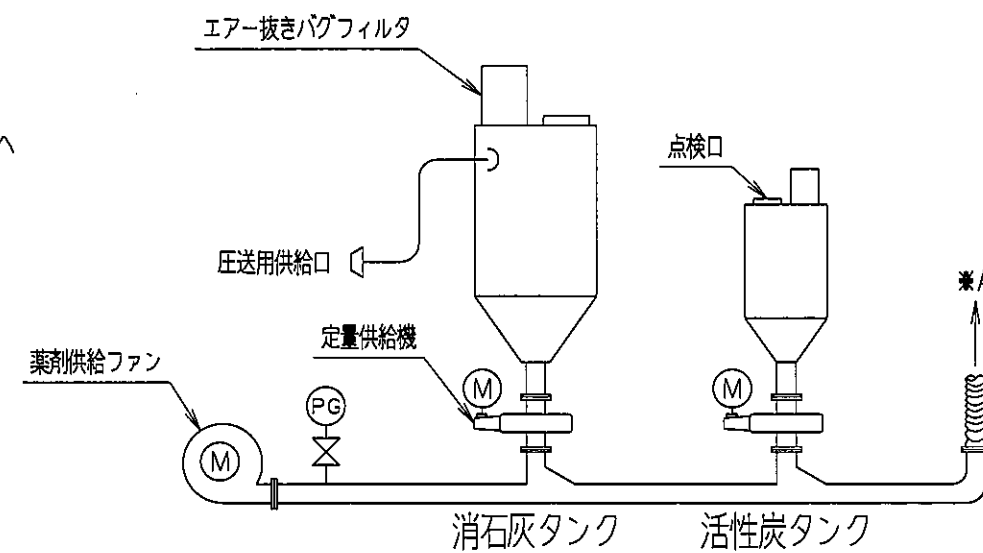 エアー抜きバグフィルタ
へ
点検口
圧送用供給口
※A
定量供給機
薬剤供給ファン
M
M
PG
M
消石灰タンク
活性炭タンク